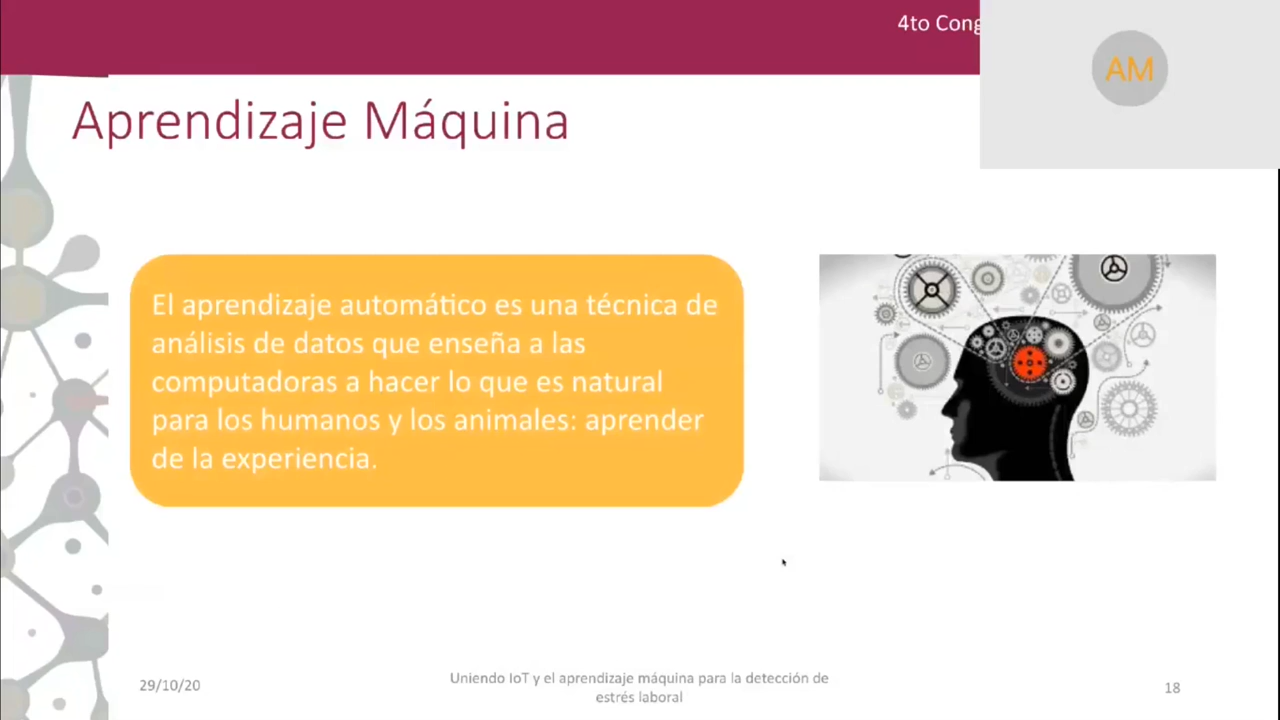 4to Cong
AM
Aprendizaje Máquina
El aprendizaje automático es una técnica de
análisis de datos que enseña a las
computadoras a hacer lo que es natural
para los humanos y los animales: aprender
de la experiencia.
29/10/20
Uniendo IoT y el aprendizaje máquina para la detección de
estrés laboral
18